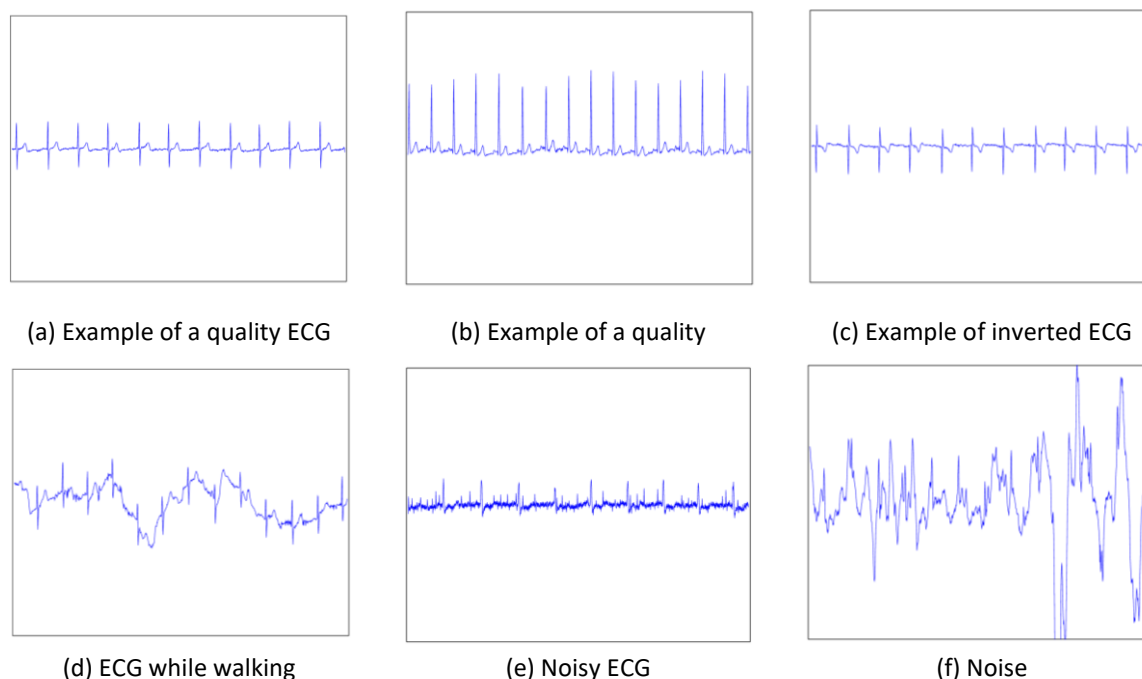 (a) Example of a quality ECG
(b) Example of a quality
(c) Example of inverted ECG
(d) ECG while walking
(e) Noisy ECG
(f) Noise